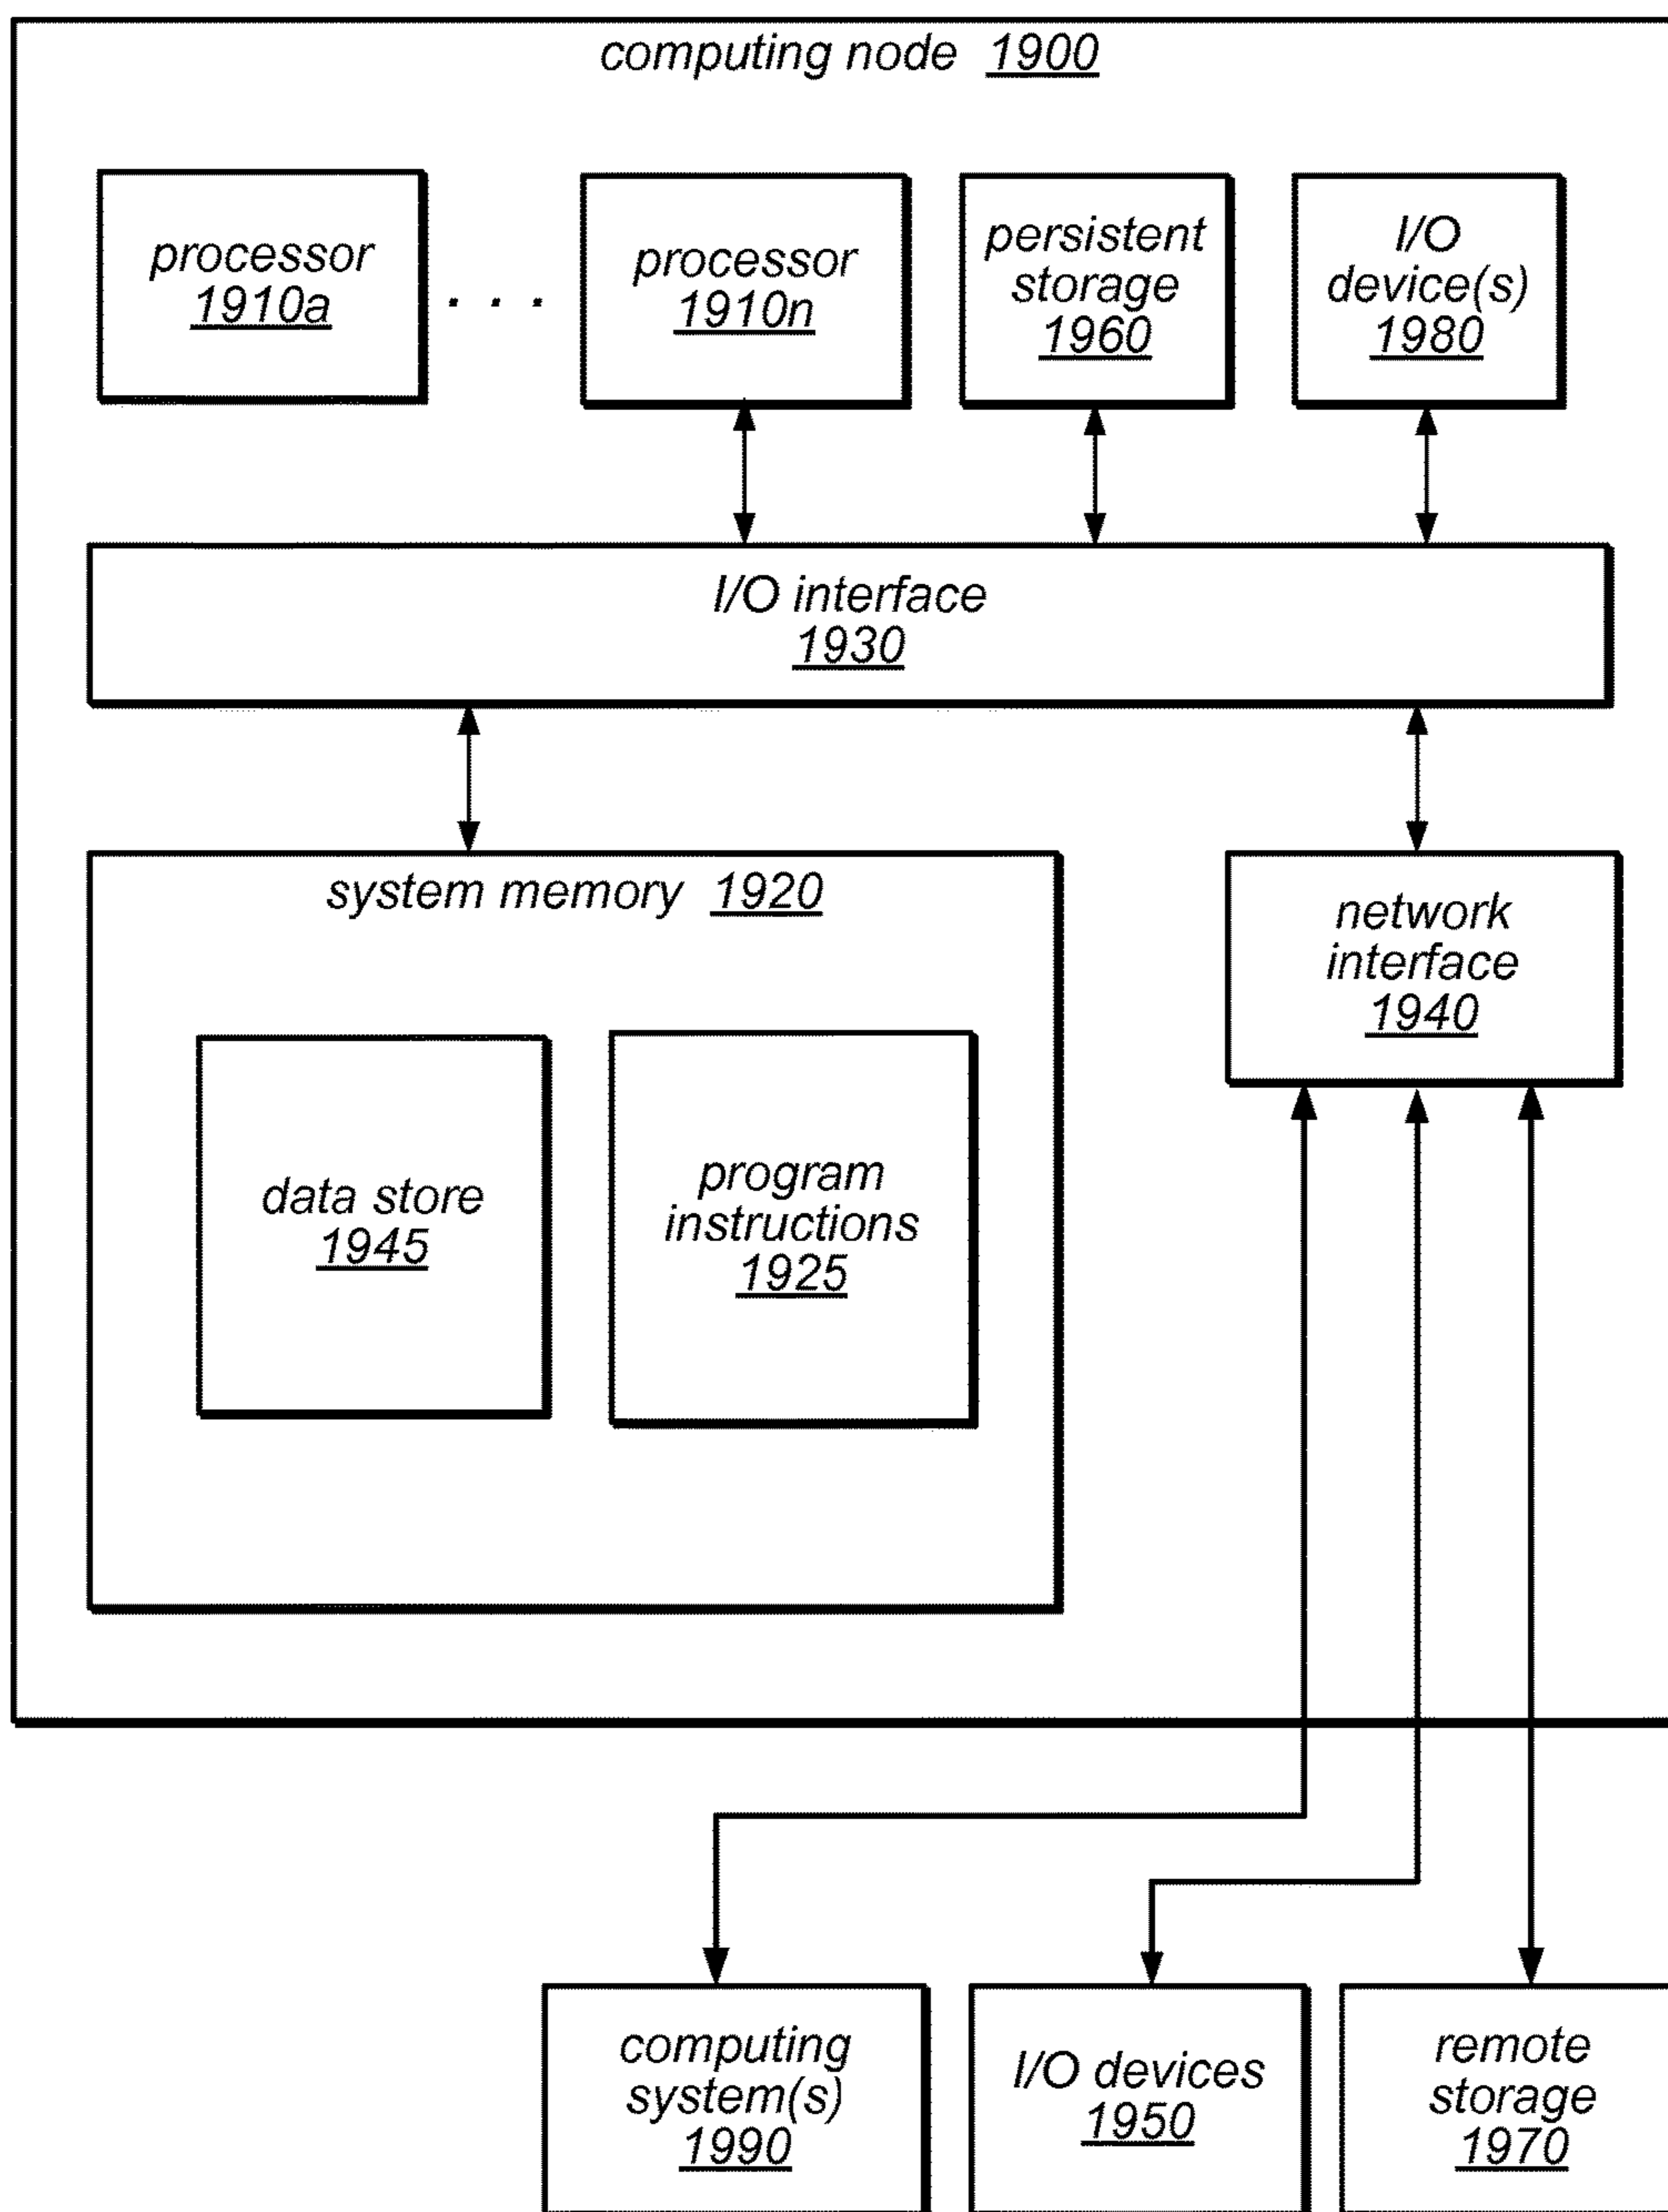 computing node 1900
processor
1910a
. . .
processor
1910n
persistent
storage
1960
I/O
device(s)
1980
I/O interface
1930
system memory 1920
network
interface
1940
data store
1945
program
instructions
1925
computing
system(s)
1990
I/O devices
1950
remote
storage
1970